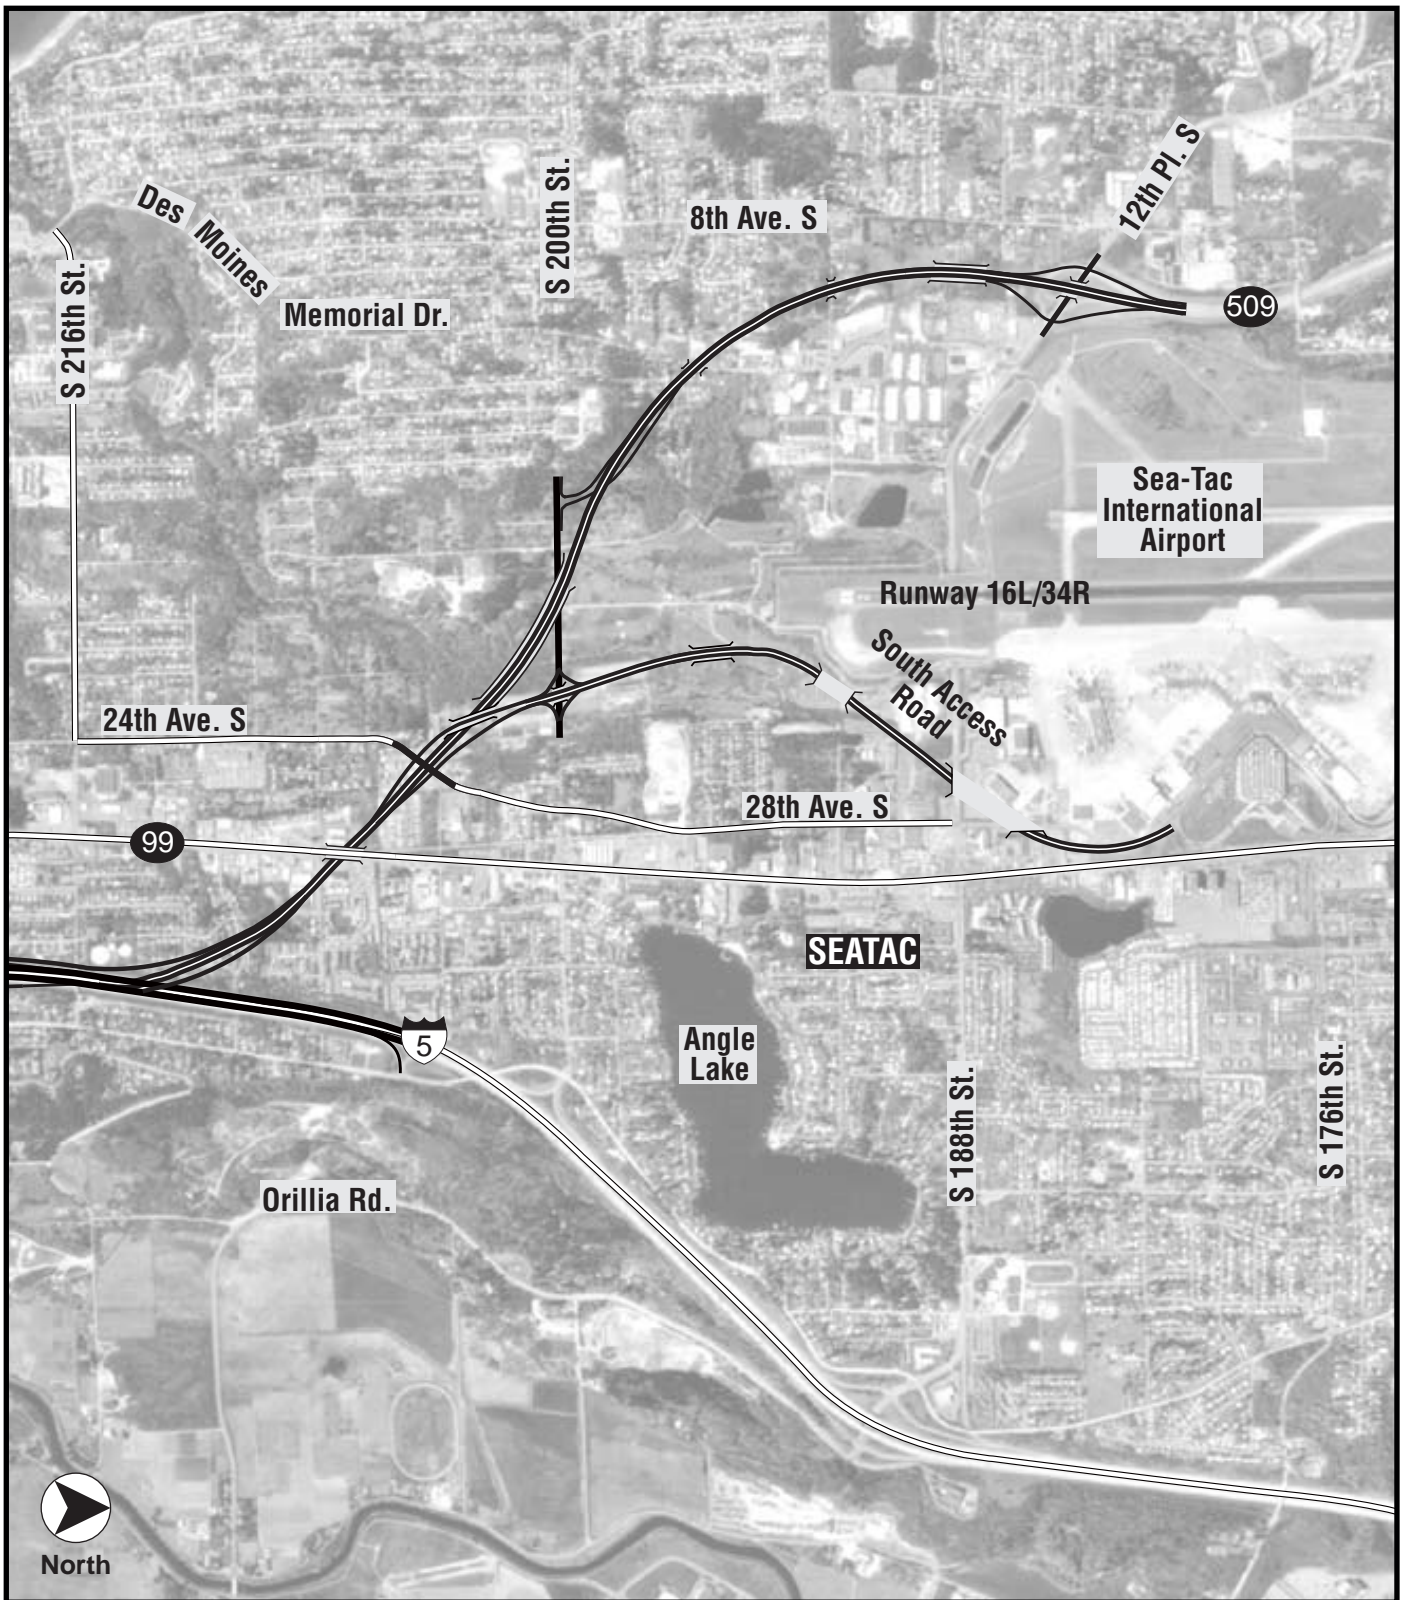 12th Pl. S
S 200th St.
8th Ave. S
Des Moines
Memorial Dr.
S 216th St.
509
Sea-Tac
International
Airport
Runway 16L/34R
South Access
Road
24th Ave. S
28th Ave. S
99
SEATAC
5
Angle
Lake
S 188th St.
S 176th St.
Orillia Rd.
North